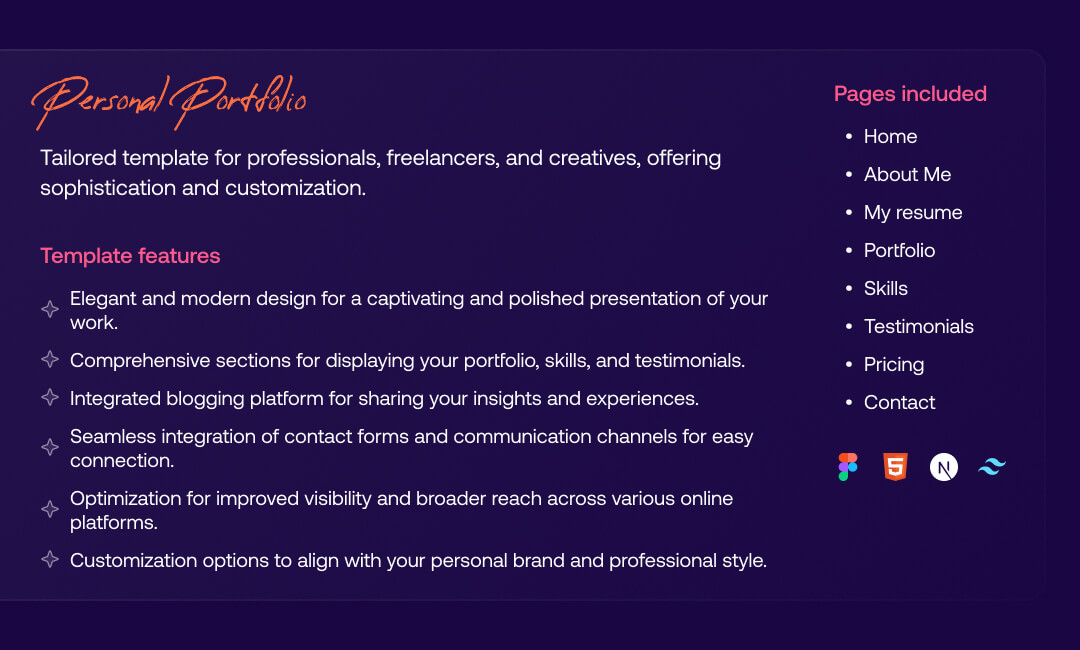 Personal Portfolio
Tailored template for professionals, freelancers, and creatives, offering
sophistication and customization.
Template features
Elegant and modern design for a captivating and polished presentation of your
work.
Comprehensive sections for displaying your portfolio, skills, and testimonials.
Integrated blogging platform for sharing your insights and experiences.
Seamless integration of contact forms and communication channels for easy
connection.
Optimization for improved visibility and broader reach across various online
platforms.
Customization options to align with your personal brand and professional style.
Pages included
• Home
• About Me
• My resume
• Portfolio
• Skills
• Testimonials
• Pricing
• Contact
5 N